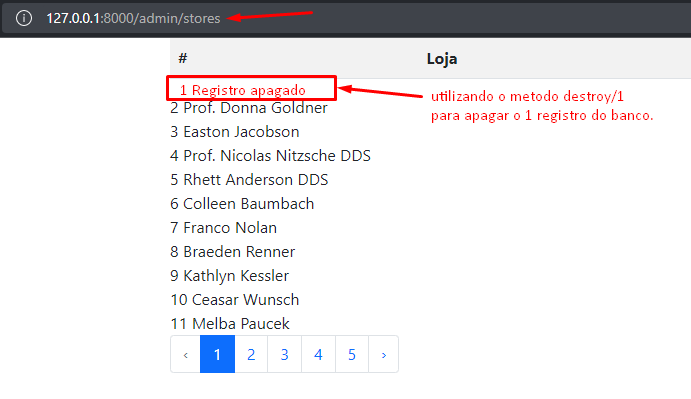 127.0.0.1:8000/admin/stores
# Loja
1 Registro apagado
utilizando o metodo destroy/1
para apagar o 1 registro do banco.
2 Prof. Donna Goldner
3 Easton Jacobson
4 Prof. Nicolas Nitzsche DDS
5 Rhett Anderson DDS
6 Colleen Baumbach
7 Franco Nolan
8 Braeden Renner
9 Kathlyn Kessler
10 Ceasar Wunsch
11 Melba Paucek
‹ 1 2 3 4 5 ›